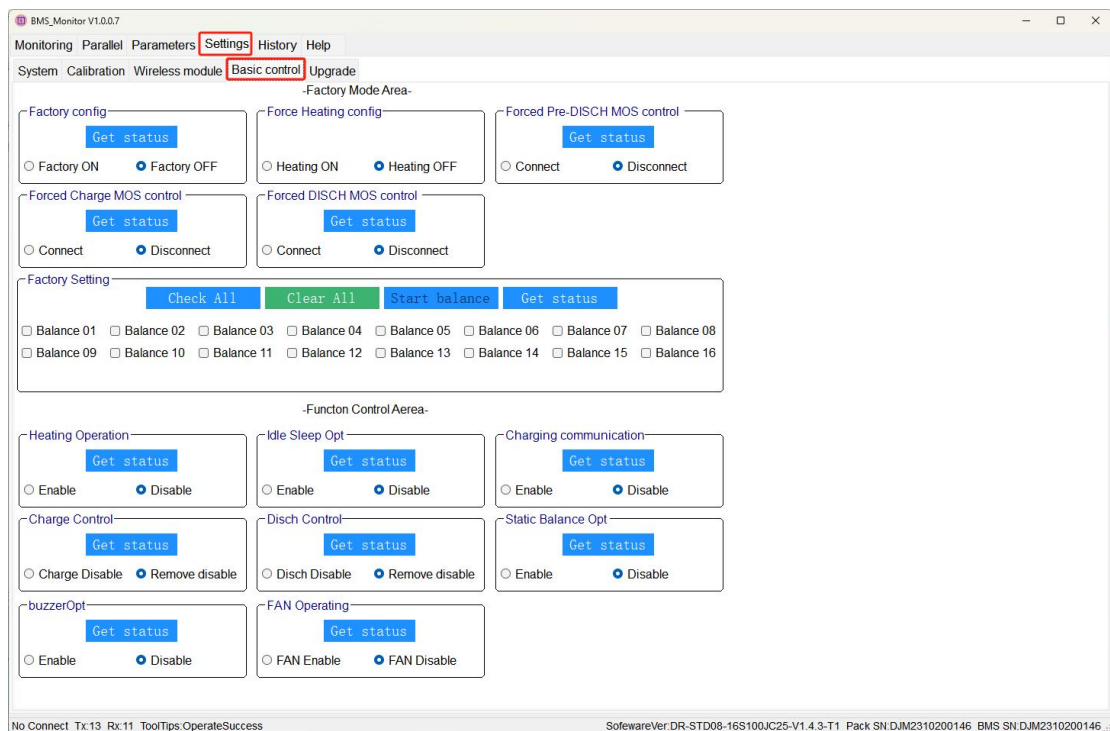 BMS_Monitor V1.0.0.7
Monitoring Parallel Parameters Settings History Help
System Calibration Wireless module Basic control Upgrade
-Factory Mode Area-
Factory config Force Heating config Forced Pre-DISCH MOS control
Get status Get status
Factory ON Factory OFF Heating ON Heating OFF Connect Disconnect
Forced Charge MOS control Forced DISCH MOS control
Get status Get status
Connect Disconnect Connect Disconnect
Factory Setting
Check All Clear All Start balance Get status
Balance 01 Balance 02 Balance 03 Balance 04 Balance 05 Balance 06 Balance 07 Balance 08
Balance 09 Balance 10 Balance 11 Balance 12 Balance 13 Balance 14 Balance 15 Balance 16
-Functon Control Aerea-
Heating Operation Idle Sleep Opt Charging communication
Get status Get status Get status
Enable Disable Enable Disable Enable Disable
Charge Control Disch Control Static Balance Opt
Get status Get status Get status
Charge Disable Remove disable Disch Disable Remove disable Enable Disable
buzzerOpt FAN Operating
Get status Get status
Enable Disable FAN Enable FAN Disable
No Connect Tx:13 Rx:11 ToolTips:OperateSuccess SofewareVer:DR-STD08-16S100JC25-V1.4.3-T1 Pack SN:DJM2310200146 BMS SN:DJM2310200146